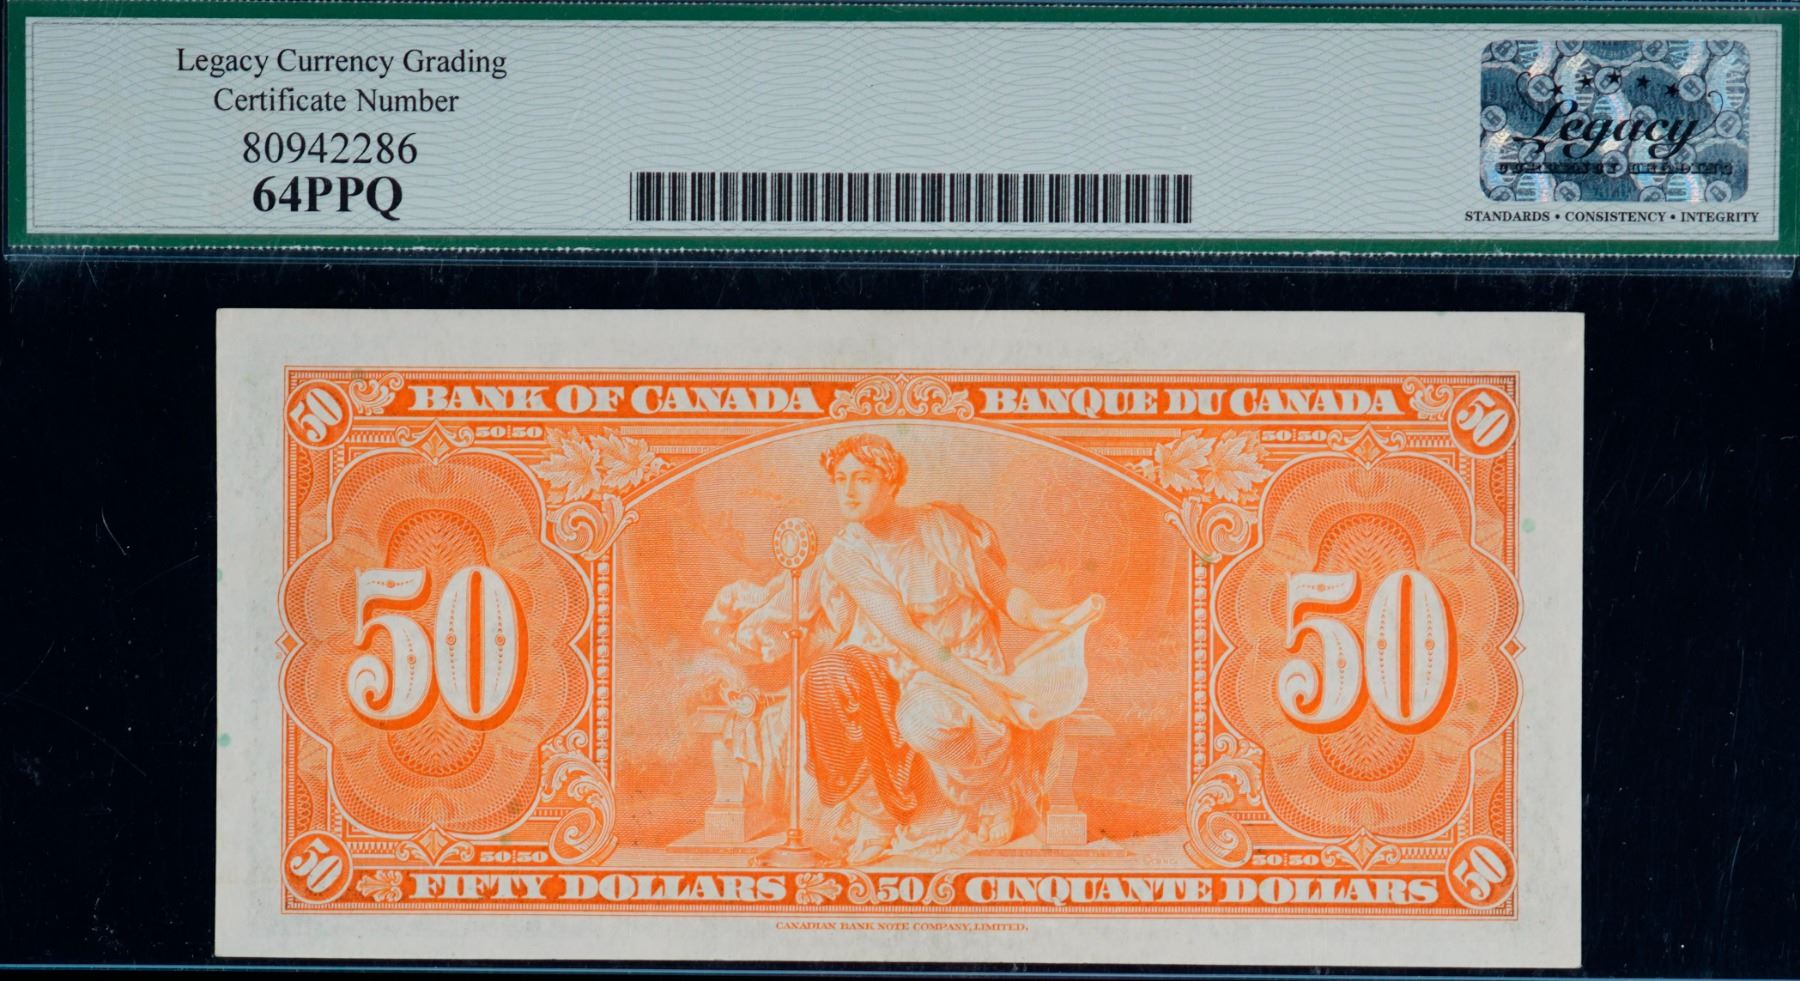 Legacy Currency Grading
Certificate Number
80942286
64PPQ
Legacy
CURRENCY GRADING
STANDARDS • CONSISTENCY • INTEGRITY
50 BANK OF CANADA BANQUE DU CANADA 50
50 50 50 50
50 50
50 50 50 50
50 FIFTY DOLLARS 50 CINQUANTE DOLLARS 50
CANADIAN BANK NOTE COMPANY, LIMITED.